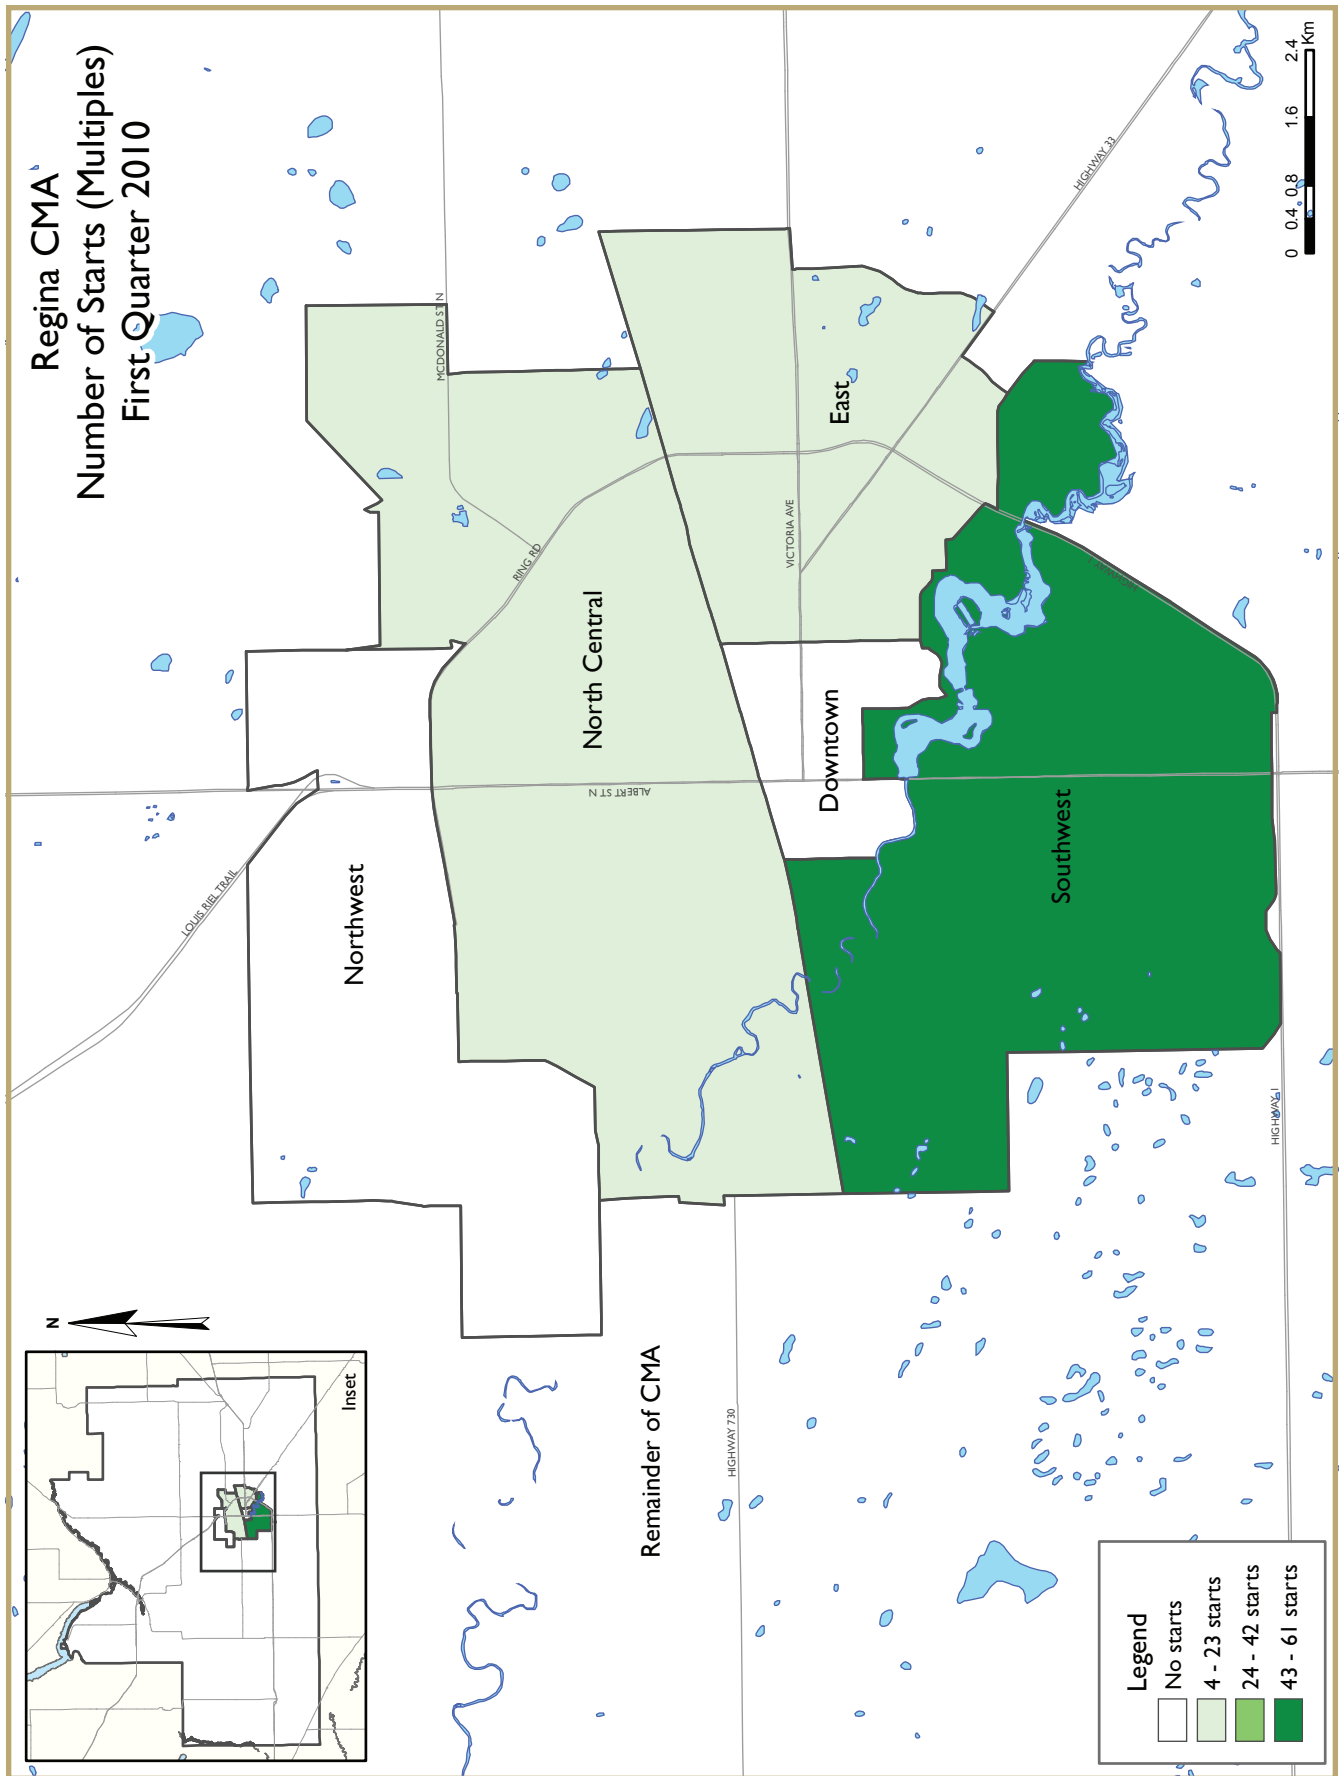 Regina CMA
Number of Starts (Multiples)
First Quarter 2010
N
Inset
LOUIS RIEL TRAIL
MCDONALD ST N
RING RD
ALBERT ST N
VICTORIA AVE
HIGHWAY 33
HIGHWAY 730
HIGHWAY 1
Northwest
North Central
East
Downtown
Southwest
Remainder of CMA
Legend
No starts
4 - 23 starts
24 - 42 starts
43 - 61 starts
0 0.4 0.8 1.6 2.4
Km